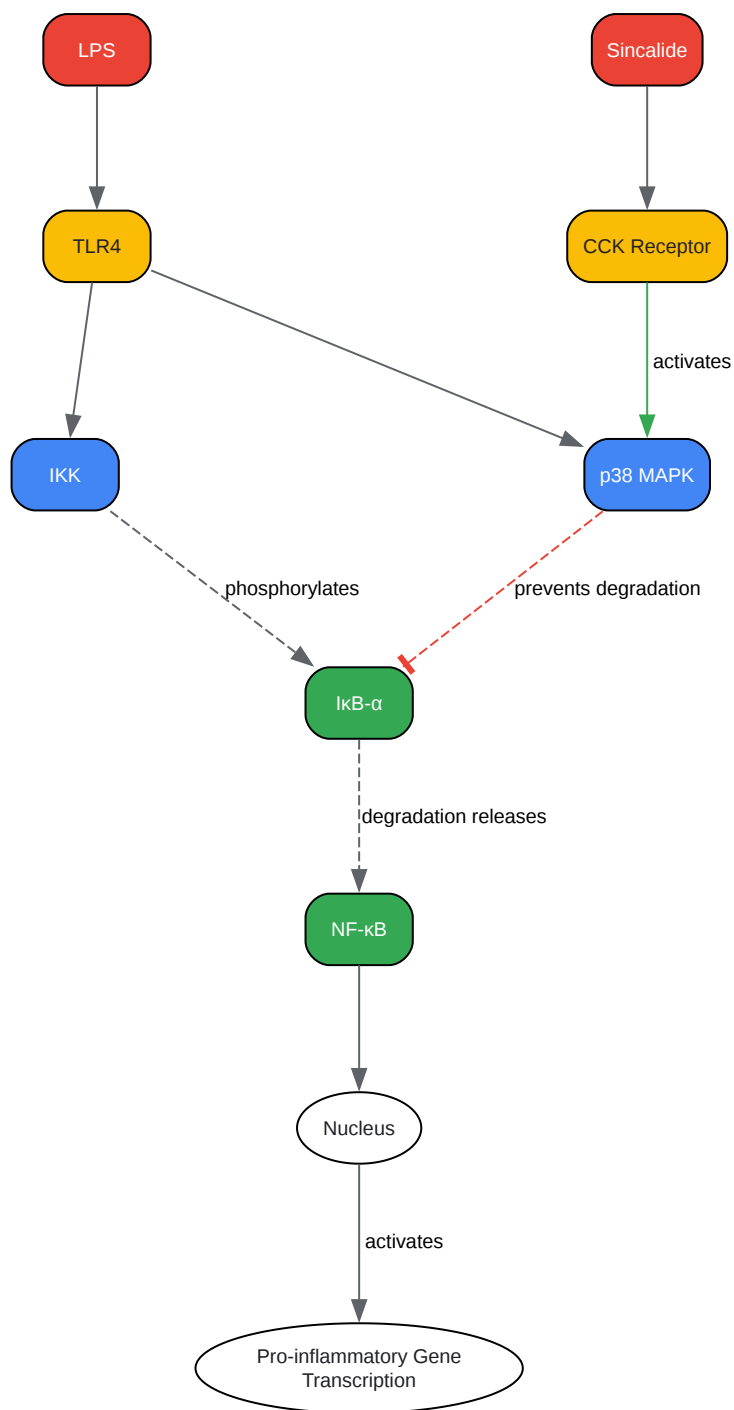 LPS
Sincalide
TLR4
CCK Receptor
activates
IKK
p38 MAPK
phosphorylates
prevents degradation
IκB-α
degradation releases
NF-κB
Nucleus
activates
Pro-inflammatory Gene
Transcription